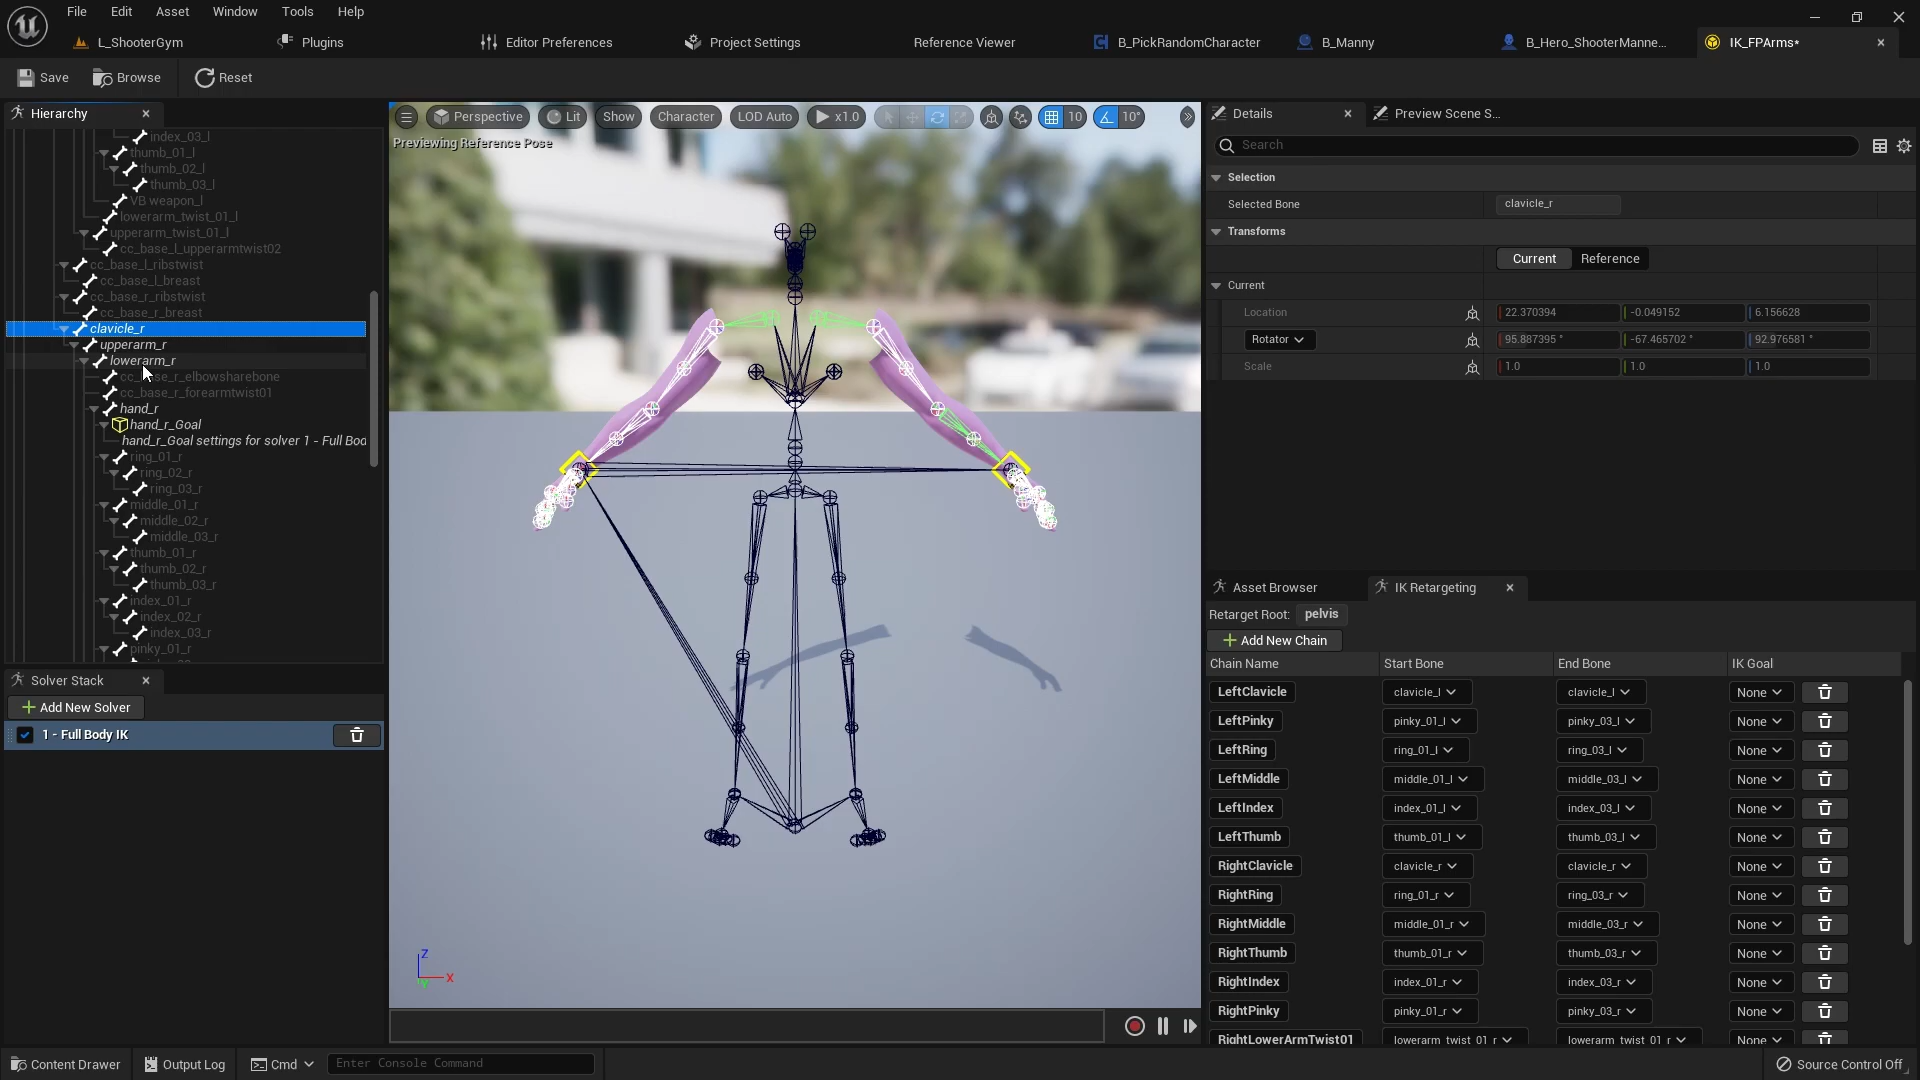 File Edit Asset Window Tools Help
L_ShooterGym Plugins Editor Preferences Project Settings Reference Viewer B_PickRandomCharacter B_Manny B_Hero_ShooterManne... IK_FPArms*
Save Browse Reset
Hierarchy
index_03_l
thumb_01_l
thumb_02_l
thumb_03_l
VB weapon_l
lowerarm_twist_01_l
upperarm_twist_01_l
cc_base_l_upperarmtwist02
cc_base_l_ribstwist
cc_base_l_breast
cc_base_r_ribstwist
cc_base_r_breast
clavicle_r
upperarm_r
lowerarm_r
cc_base_r_elbowsharebone
cc_base_r_forearmtwist01
hand_r
hand_r_Goal
hand_r_Goal settings for solver 1 - Full Bod
ring_01_r
ring_02_r
ring_03_r
middle_01_r
middle_02_r
middle_03_r
thumb_01_r
thumb_02_r
thumb_03_r
index_01_r
index_02_r
index_03_r
pinky_01_r
Solver Stack
Add New Solver
1 - Full Body IK
Perspective Lit Show Character LOD Auto x1.0 10 10°
Previewing Reference Pose
Z
X
Y
Details Preview Scene S...
Search
Selection
Selected Bone clavicle_r
Transforms
Current Reference
Current
Location 22.370394 -0.049152 6.156628
Rotator 95.887395 ° -67.465702 ° 92.976581 °
Scale 1.0 1.0 1.0
Asset Browser IK Retargeting
Retarget Root: pelvis
Add New Chain
Chain Name Start Bone End Bone IK Goal
LeftClavicle clavicle_l clavicle_l None
LeftPinky pinky_01_l pinky_03_l None
LeftRing ring_01_l ring_03_l None
LeftMiddle middle_01_l middle_03_l None
LeftIndex index_01_l index_03_l None
LeftThumb thumb_01_l thumb_03_l None
RightClavicle clavicle_r clavicle_r None
RightRing ring_01_r ring_03_r None
RightMiddle middle_01_r middle_03_r None
RightThumb thumb_01_r thumb_03_r None
RightIndex index_01_r index_03_r None
RightPinky pinky_01_r pinky_03_r None
RightLowerArmTwist01 lowerarm_twist_01_r lowerarm_twist_01_r None
Content Drawer Output Log Cmd Enter Console Command Source Control Off